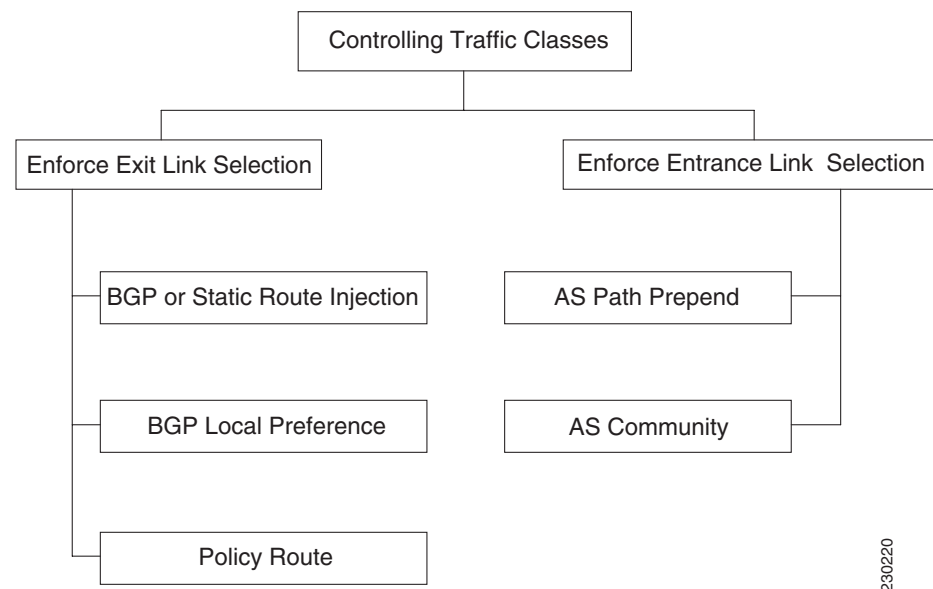 Controlling Traffic Classes
Enforce Exit Link Selection
Enforce Entrance Link Selection
BGP or Static Route Injection
AS Path Prepend
BGP Local Preference
AS Community
Policy Route
230220